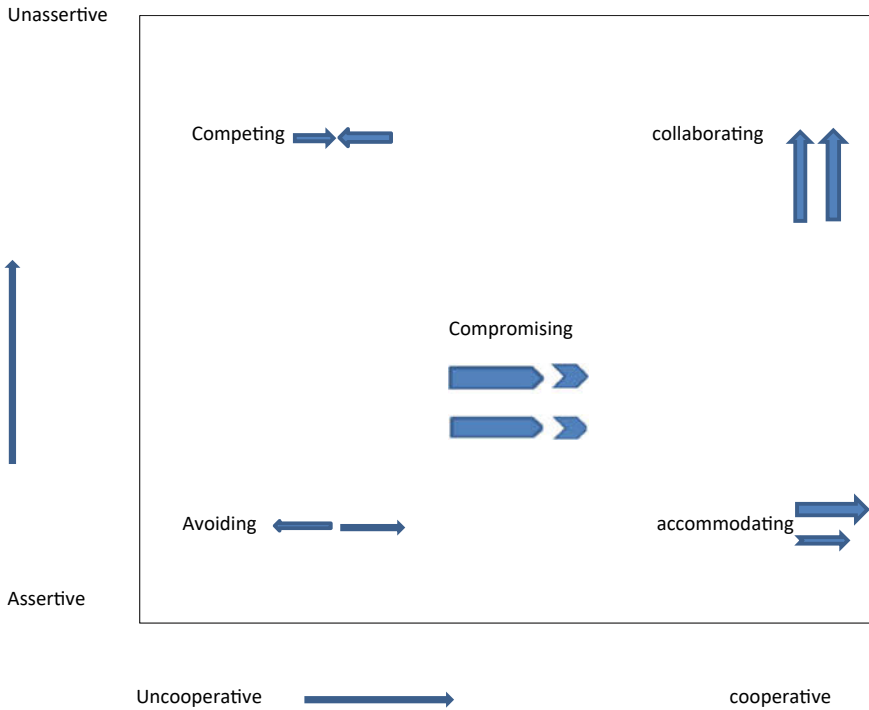 Unassertive
Competing
collaborating
Compromising
Avoiding
accommodating
Assertive
Uncooperative
cooperative